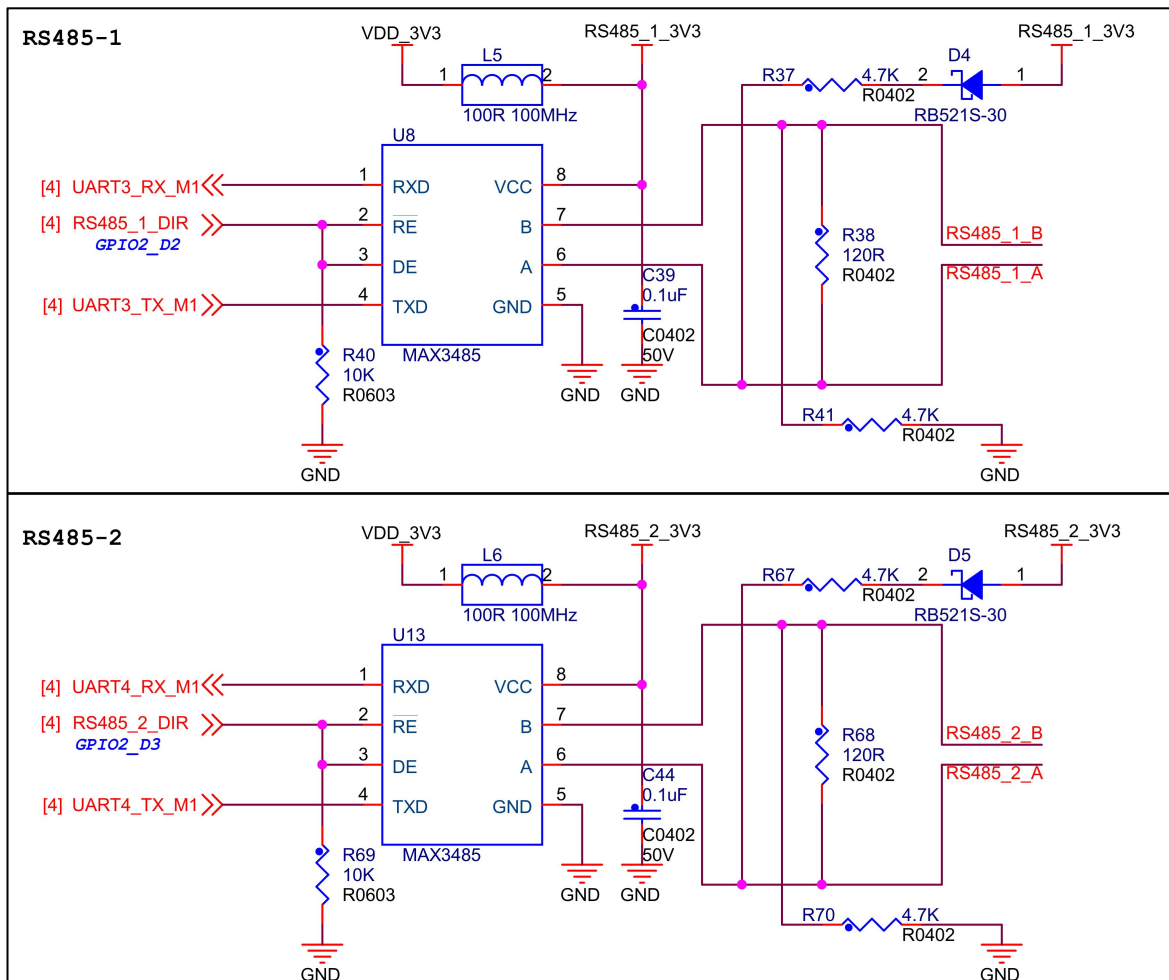 RS485-1
VDD_3V3
RS485_1_3V3
RS485_1_3V3
L5
1
2
100R 100MHz
R37
4.7K
R0402
2
D4
1
RB521S-30
U8
[4] UART3_RX_M1
1
RXD
VCC
8
[4] RS485_1_DIR
GPIO2_D2
2
RE
B
7
3
DE
A
6
[4] UART3_TX_M1
4
TXD
GND
5
MAX3485
R38
120R
R0402
RS485_1_B
RS485_1_A
C39
0.1uF
C0402
50V
R40
10K
R0603
GND
GND
GND
R41
4.7K
R0402
GND
RS485-2
VDD_3V3
RS485_2_3V3
RS485_2_3V3
L6
1
2
100R 100MHz
R67
4.7K
R0402
2
D5
1
RB521S-30
U13
[4] UART4_RX_M1
1
RXD
VCC
8
[4] RS485_2_DIR
GPIO2_D3
2
RE
B
7
3
DE
A
6
[4] UART4_TX_M1
4
TXD
GND
5
MAX3485
R68
120R
R0402
RS485_2_B
RS485_2_A
C44
0.1uF
C0402
50V
R69
10K
R0603
GND
GND
GND
R70
4.7K
R0402
GND